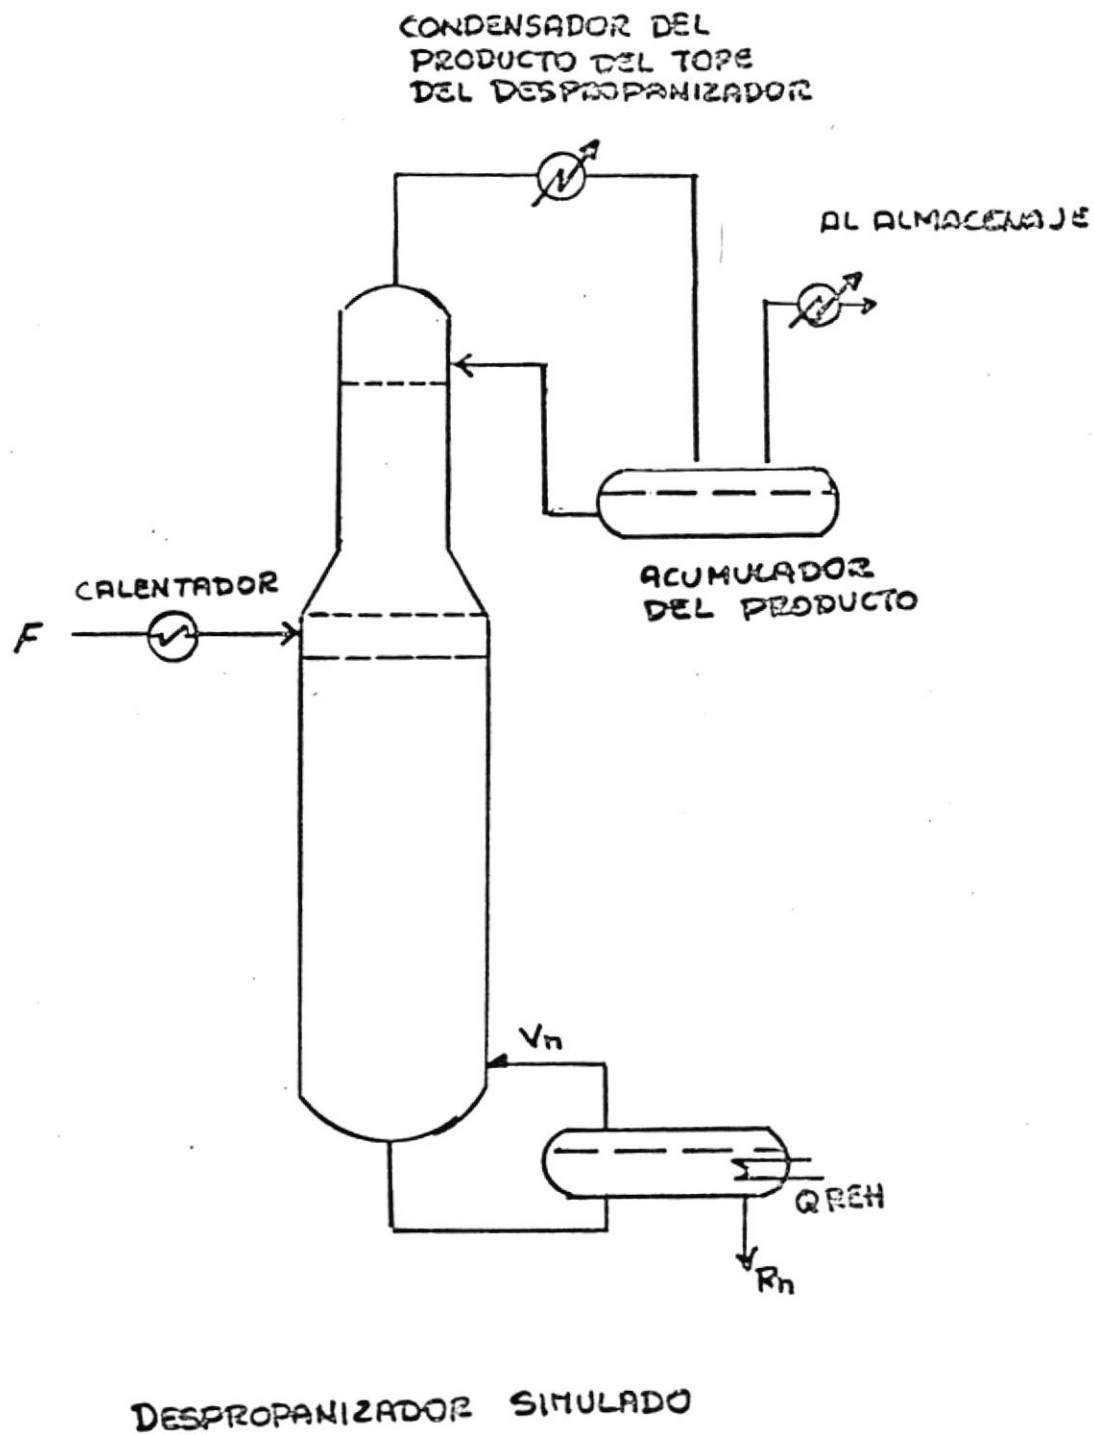 CONDENSADOR DEL
PRODUCTO DEL TOPE
DEL DESPROPANIZADOR
AL ALMACENAJE
CALENTADOR
F
ACUMULADOR
DEL PRODUCTO
Vn
QREH
Rn
DESPROPANIZADOR SIMULADO